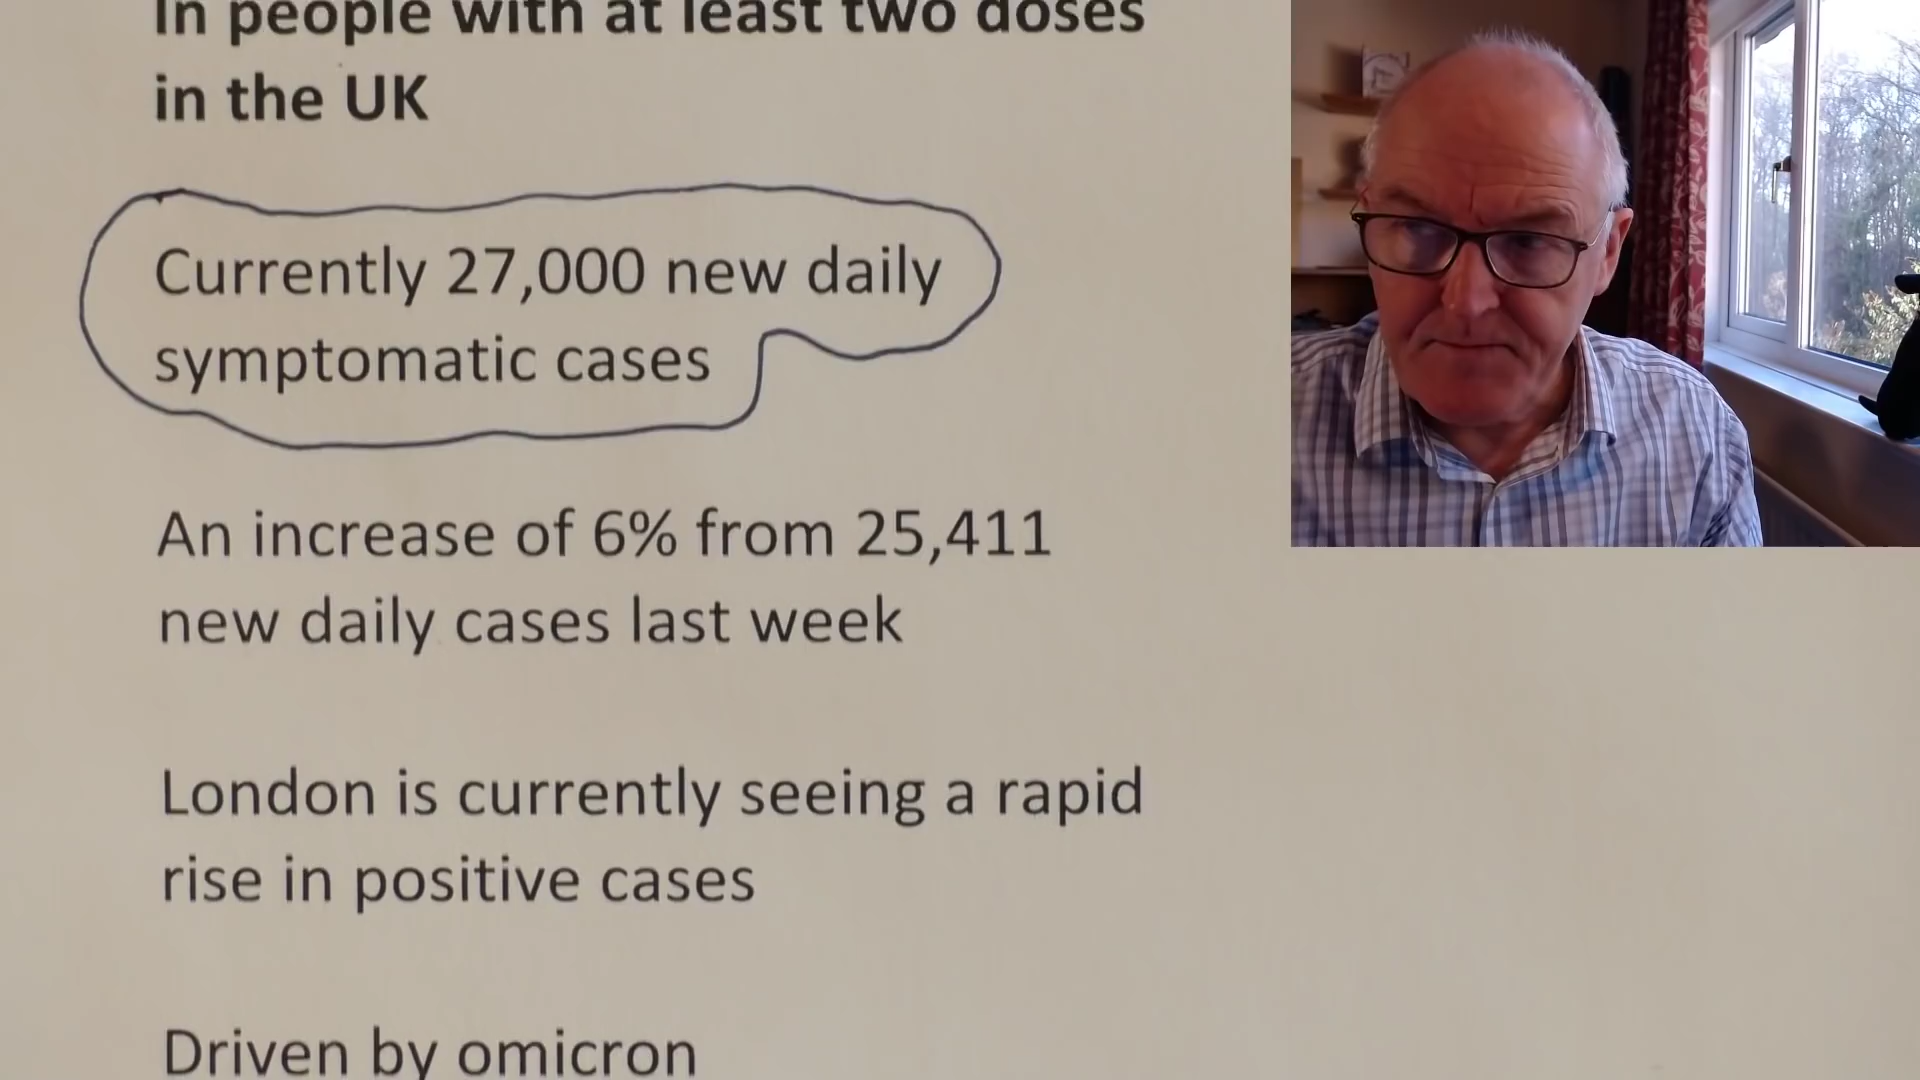 In people with at least two doses
in the UK
Currently 27,000 new daily
symptomatic cases
An increase of 6% from 25,411
new daily cases last week
London is currently seeing a rapid
rise in positive cases
Driven by omicron